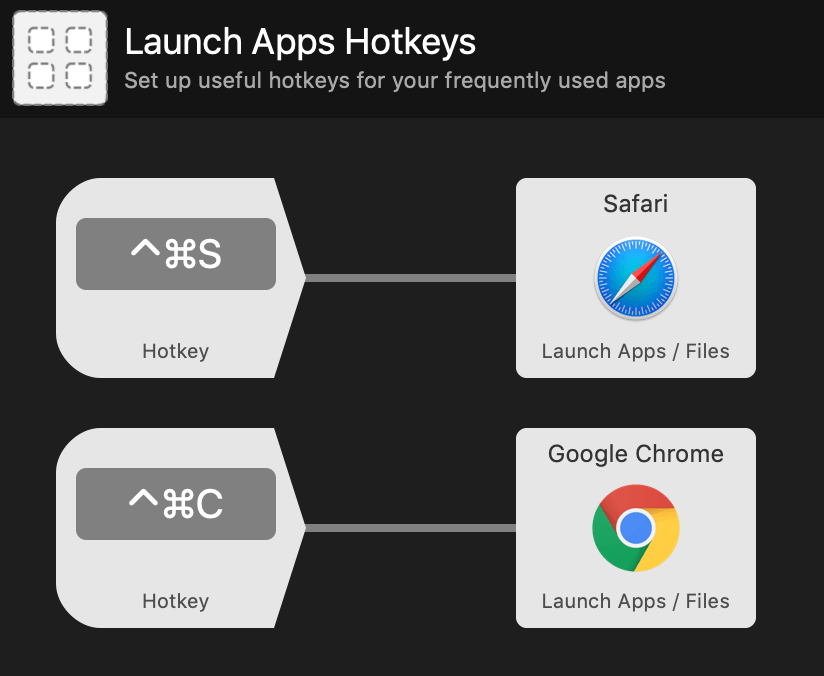 Launch Apps Hotkeys
Set up useful hotkeys for your frequently used apps
Safari
^⌘S
Hotkey
Launch Apps / Files
Google Chrome
^⌘C
Hotkey
Launch Apps / Files